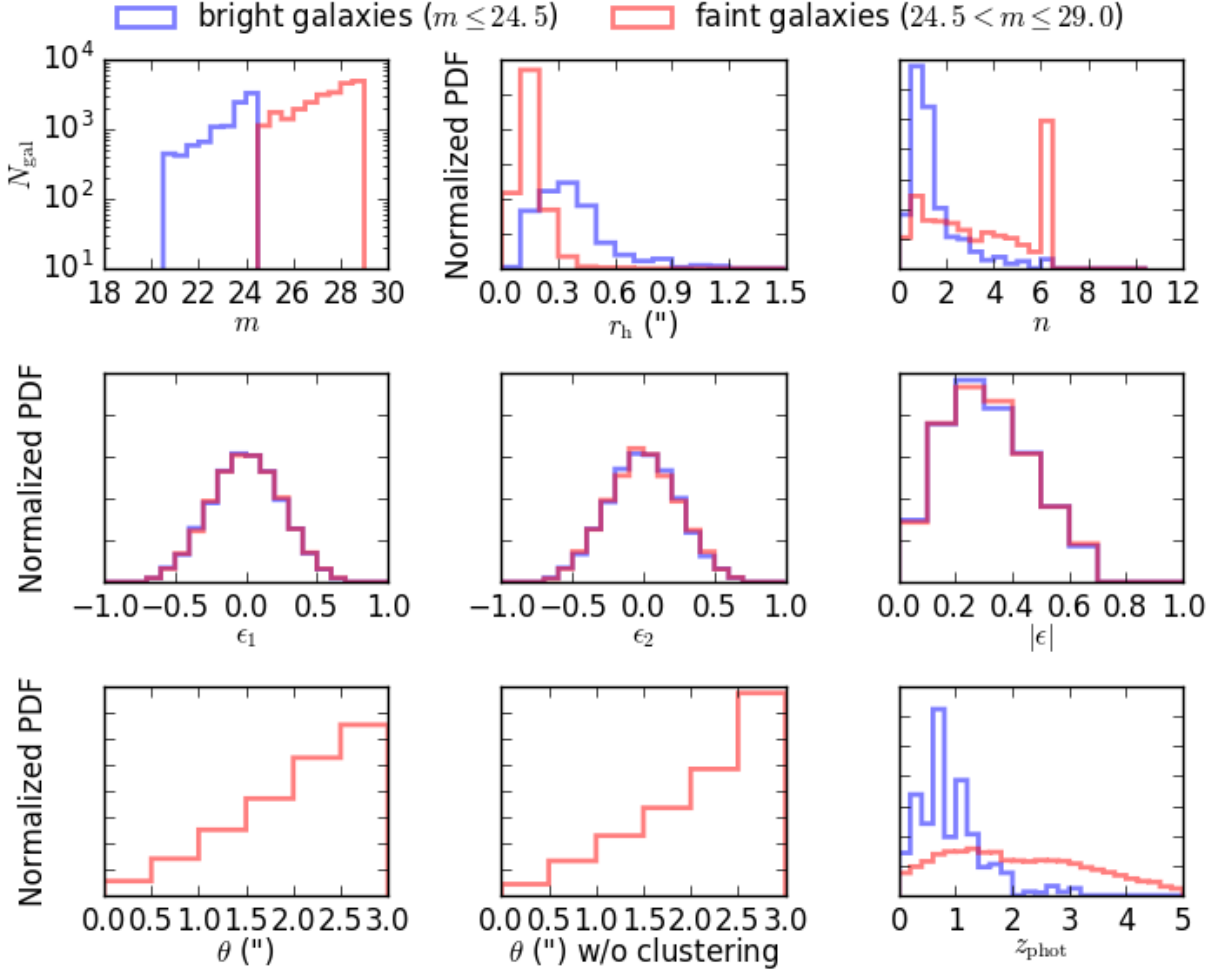 bright galaxies (m ≤ 24.5) faint galaxies (24.5 < m ≤ 29.0)
10^4
10^3
10^2
10^1
N_gal
18 20 22 24 26 28 30
m
Normalized PDF
0.0 0.3 0.6 0.9 1.2 1.5
r_h (")
0 2 4 6 8 10 12
n
Normalized PDF
−1.0 −0.5 0.0 0.5 1.0
ϵ_1
−1.0 −0.5 0.0 0.5 1.0
ϵ_2
0.0 0.2 0.4 0.6 0.8 1.0
|ϵ|
Normalized PDF
0.0 0.5 1.0 1.5 2.0 2.5 3.0
θ (")
0.0 0.5 1.0 1.5 2.0 2.5 3.0
θ (") w/o clustering
0 1 2 3 4 5
z_phot